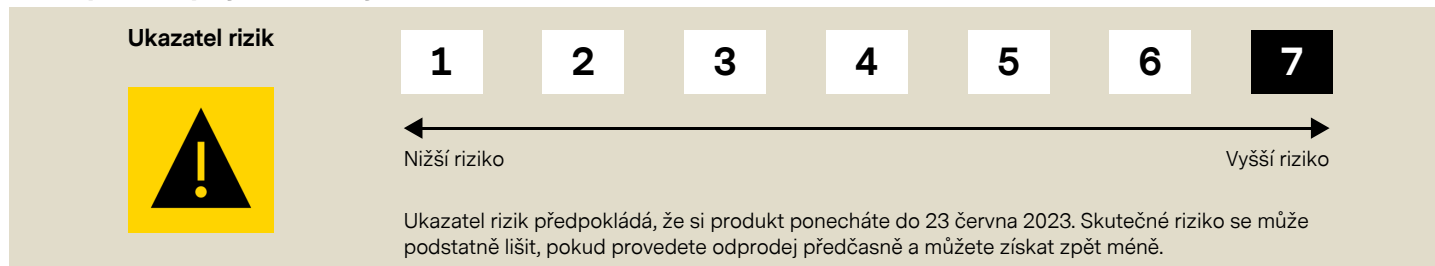 Ukazatel rizik
1 2 3 4 5 6 7
Nižší riziko
Vyšší riziko
Ukazatel rizik předpokládá, že si produkt ponecháte do 23 června 2023. Skutečné riziko se může
podstatně lišit, pokud provedete odprodej předčasně a můžete získat zpět méně.